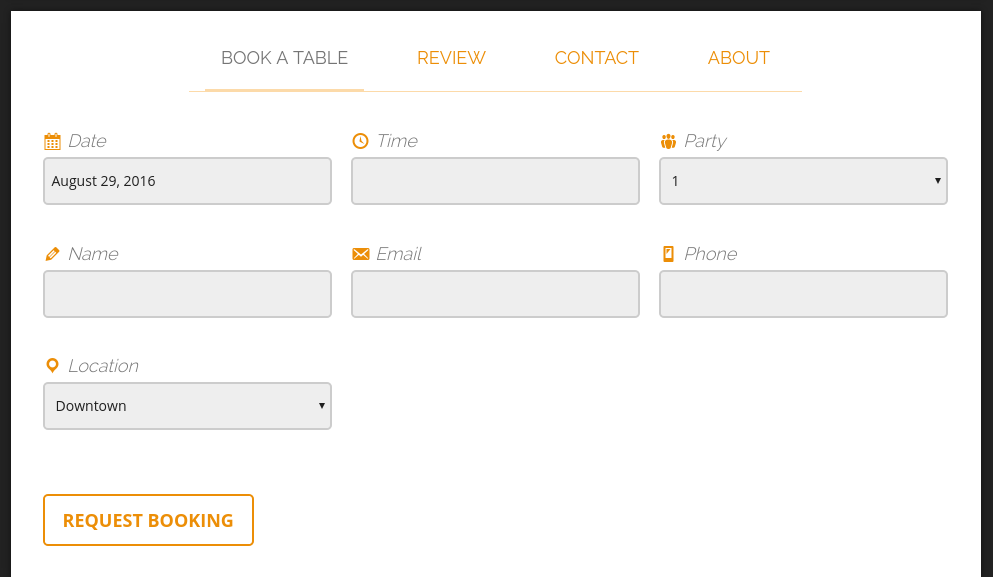 BOOK A TABLE REVIEW CONTACT ABOUT
Date Time Party
August 29, 2016 1
Name Email Phone
Location
Downtown
REQUEST BOOKING